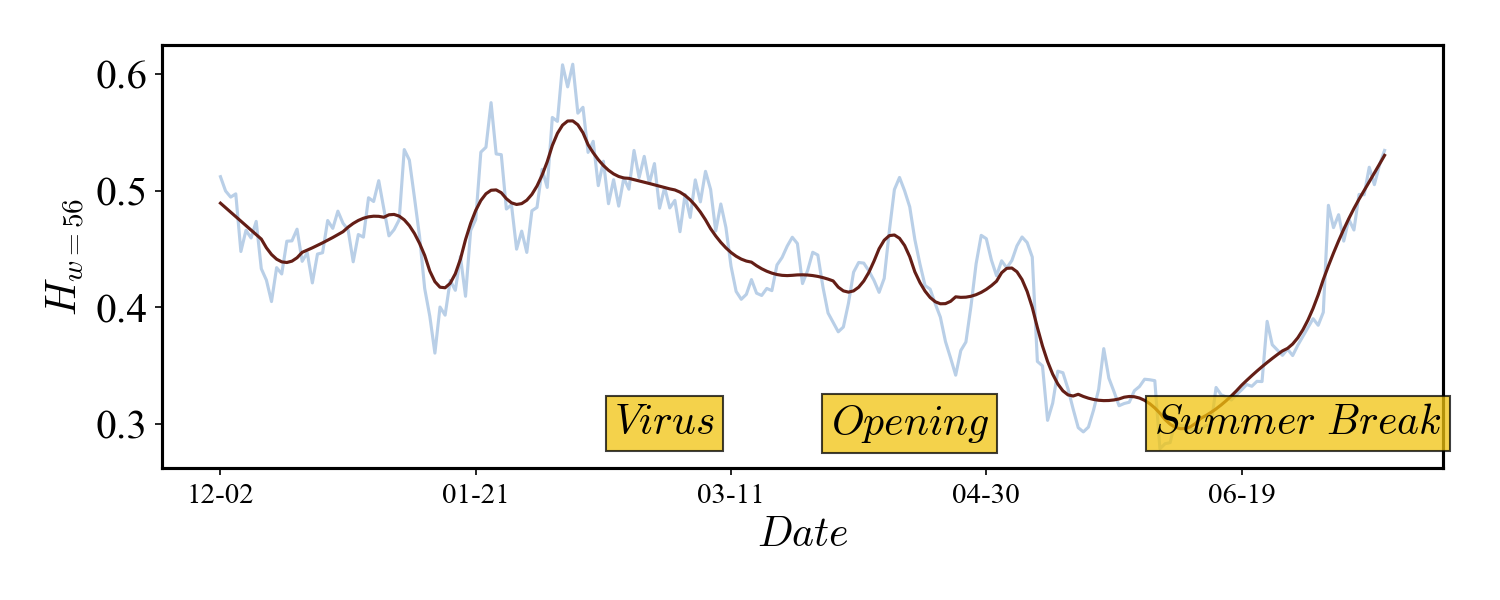 0.6
0.5
0.4
0.3
H_{w=56}
Virus
Opening
Summer Break
12-02
01-21
03-11
04-30
06-19
Date